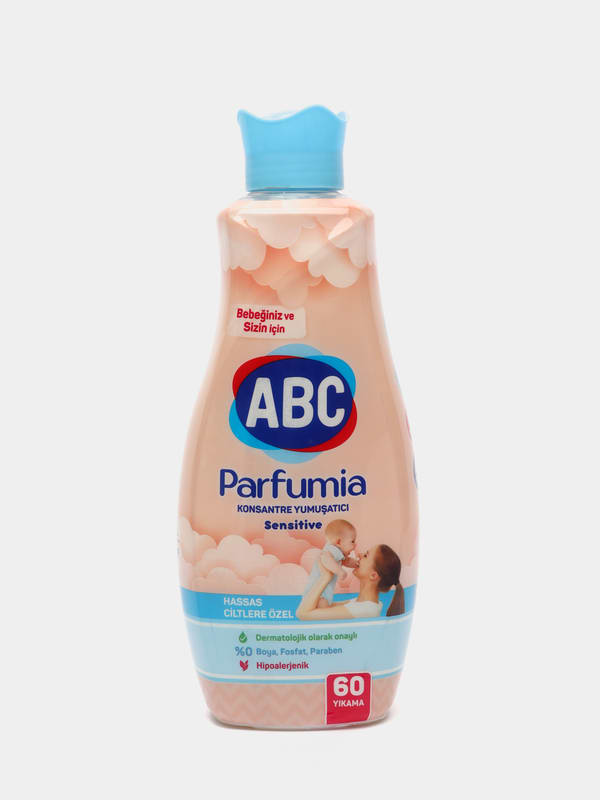 Bebeğiniz ve
Sizin için
ABC
Parfumia
KONSANTRE YUMUŞATICI
Sensitive
HASSAS
CİLTLERE ÖZEL
Dermatolojik olarak onaylı
%0 Boya, Fosfat, Paraben
Hipoalerjenik
60
YIKAMA